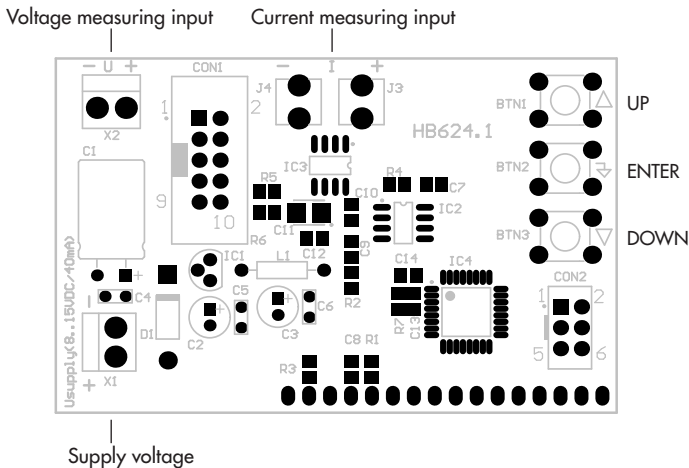 Voltage measuring input
Current measuring input
- U +
CON1
- I +
J4
J3
1
2
X2
HB624.1
BTN1
UP
C1
IC3
BTN2
ENTER
R5
R4
C7
C10
9
10
IC2
C11
R6
C12
BTN3
DOWN
IC1
L1
C9
IC4
C14
CON2
+
R2
1
2
-
C4
C5
C6
+
+
D1
C2
C3
R7
C13
5
6
C8
R1
R3
+
X1
Usupply(8..15VDC/40mA)
Supply voltage